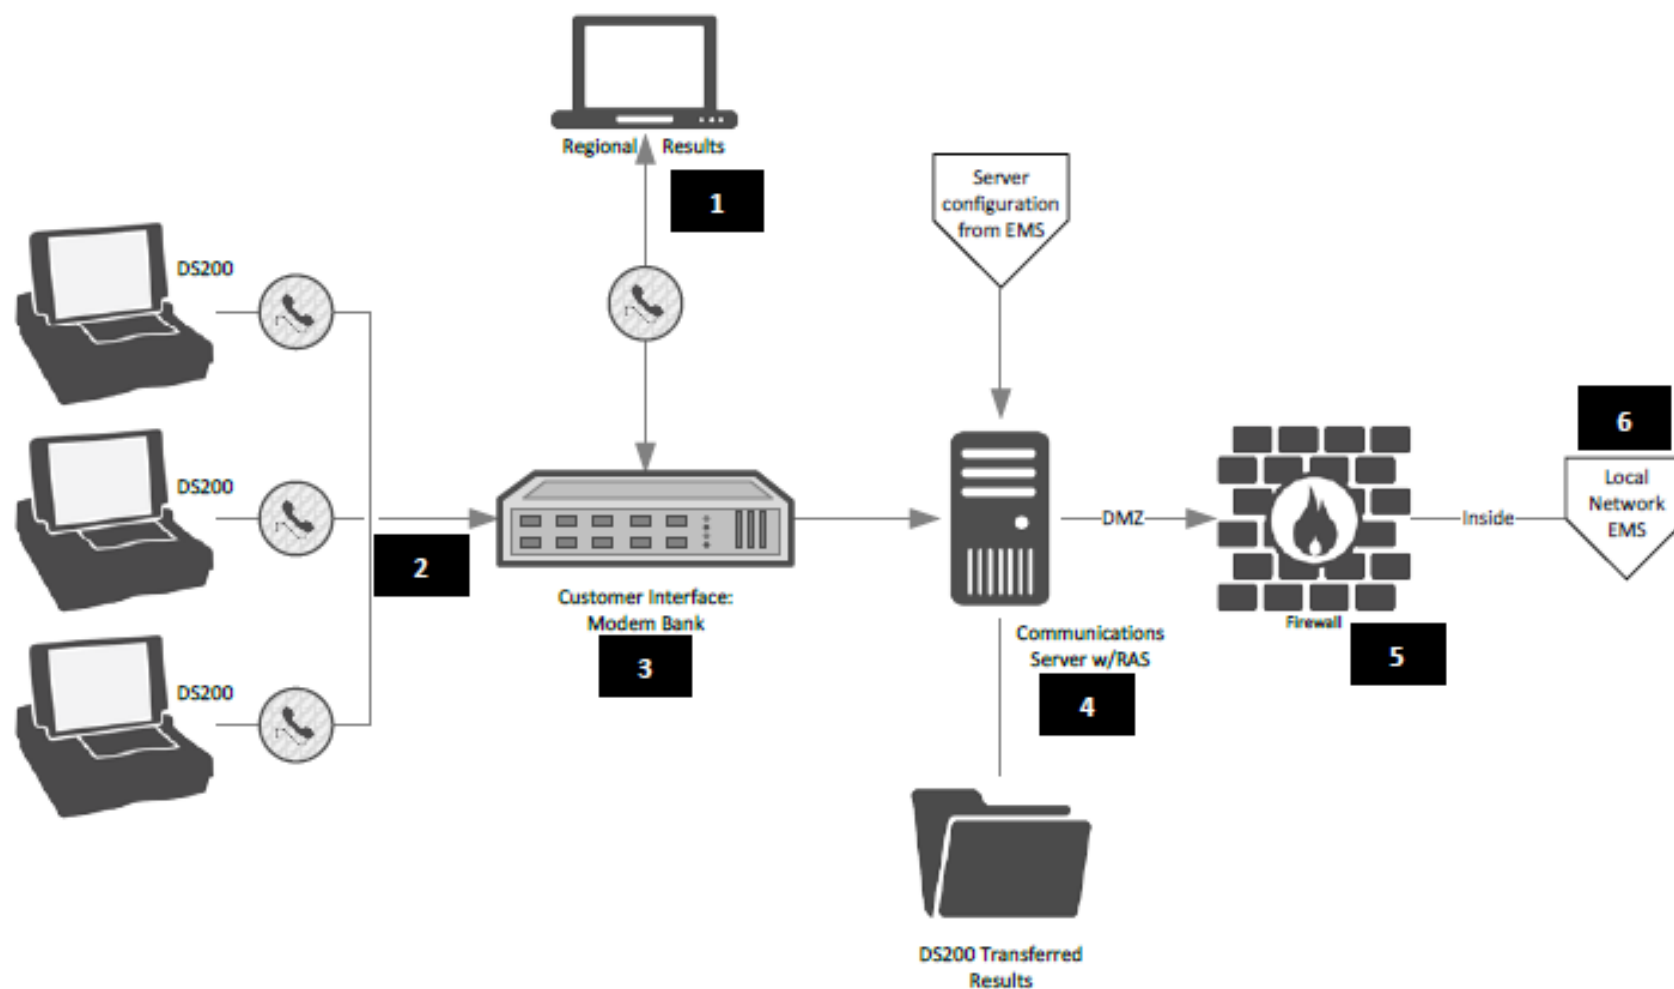 Regional Results
1
Server
configuration
from EMS
DS200
DS200
DS200
2
Customer Interface:
Modem Bank
3
Communications
Server w/RAS
4
DMZ
Firewall
5
Inside
6
Local
Network
EMS
DS200 Transferred
Results